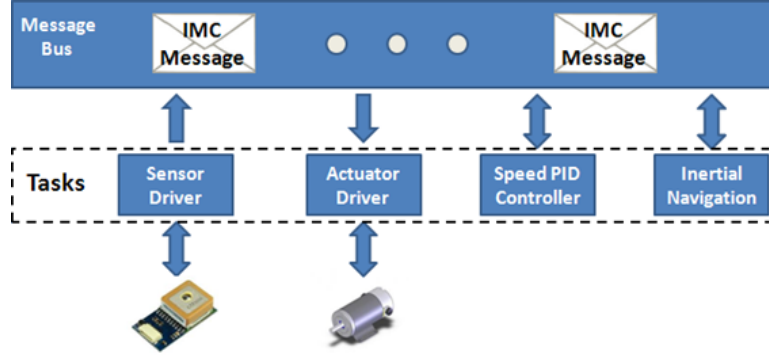 Message
Bus
IMC
Message
IMC
Message
Tasks
Sensor
Driver
Actuator
Driver
Speed PID
Controller
Inertial
Navigation